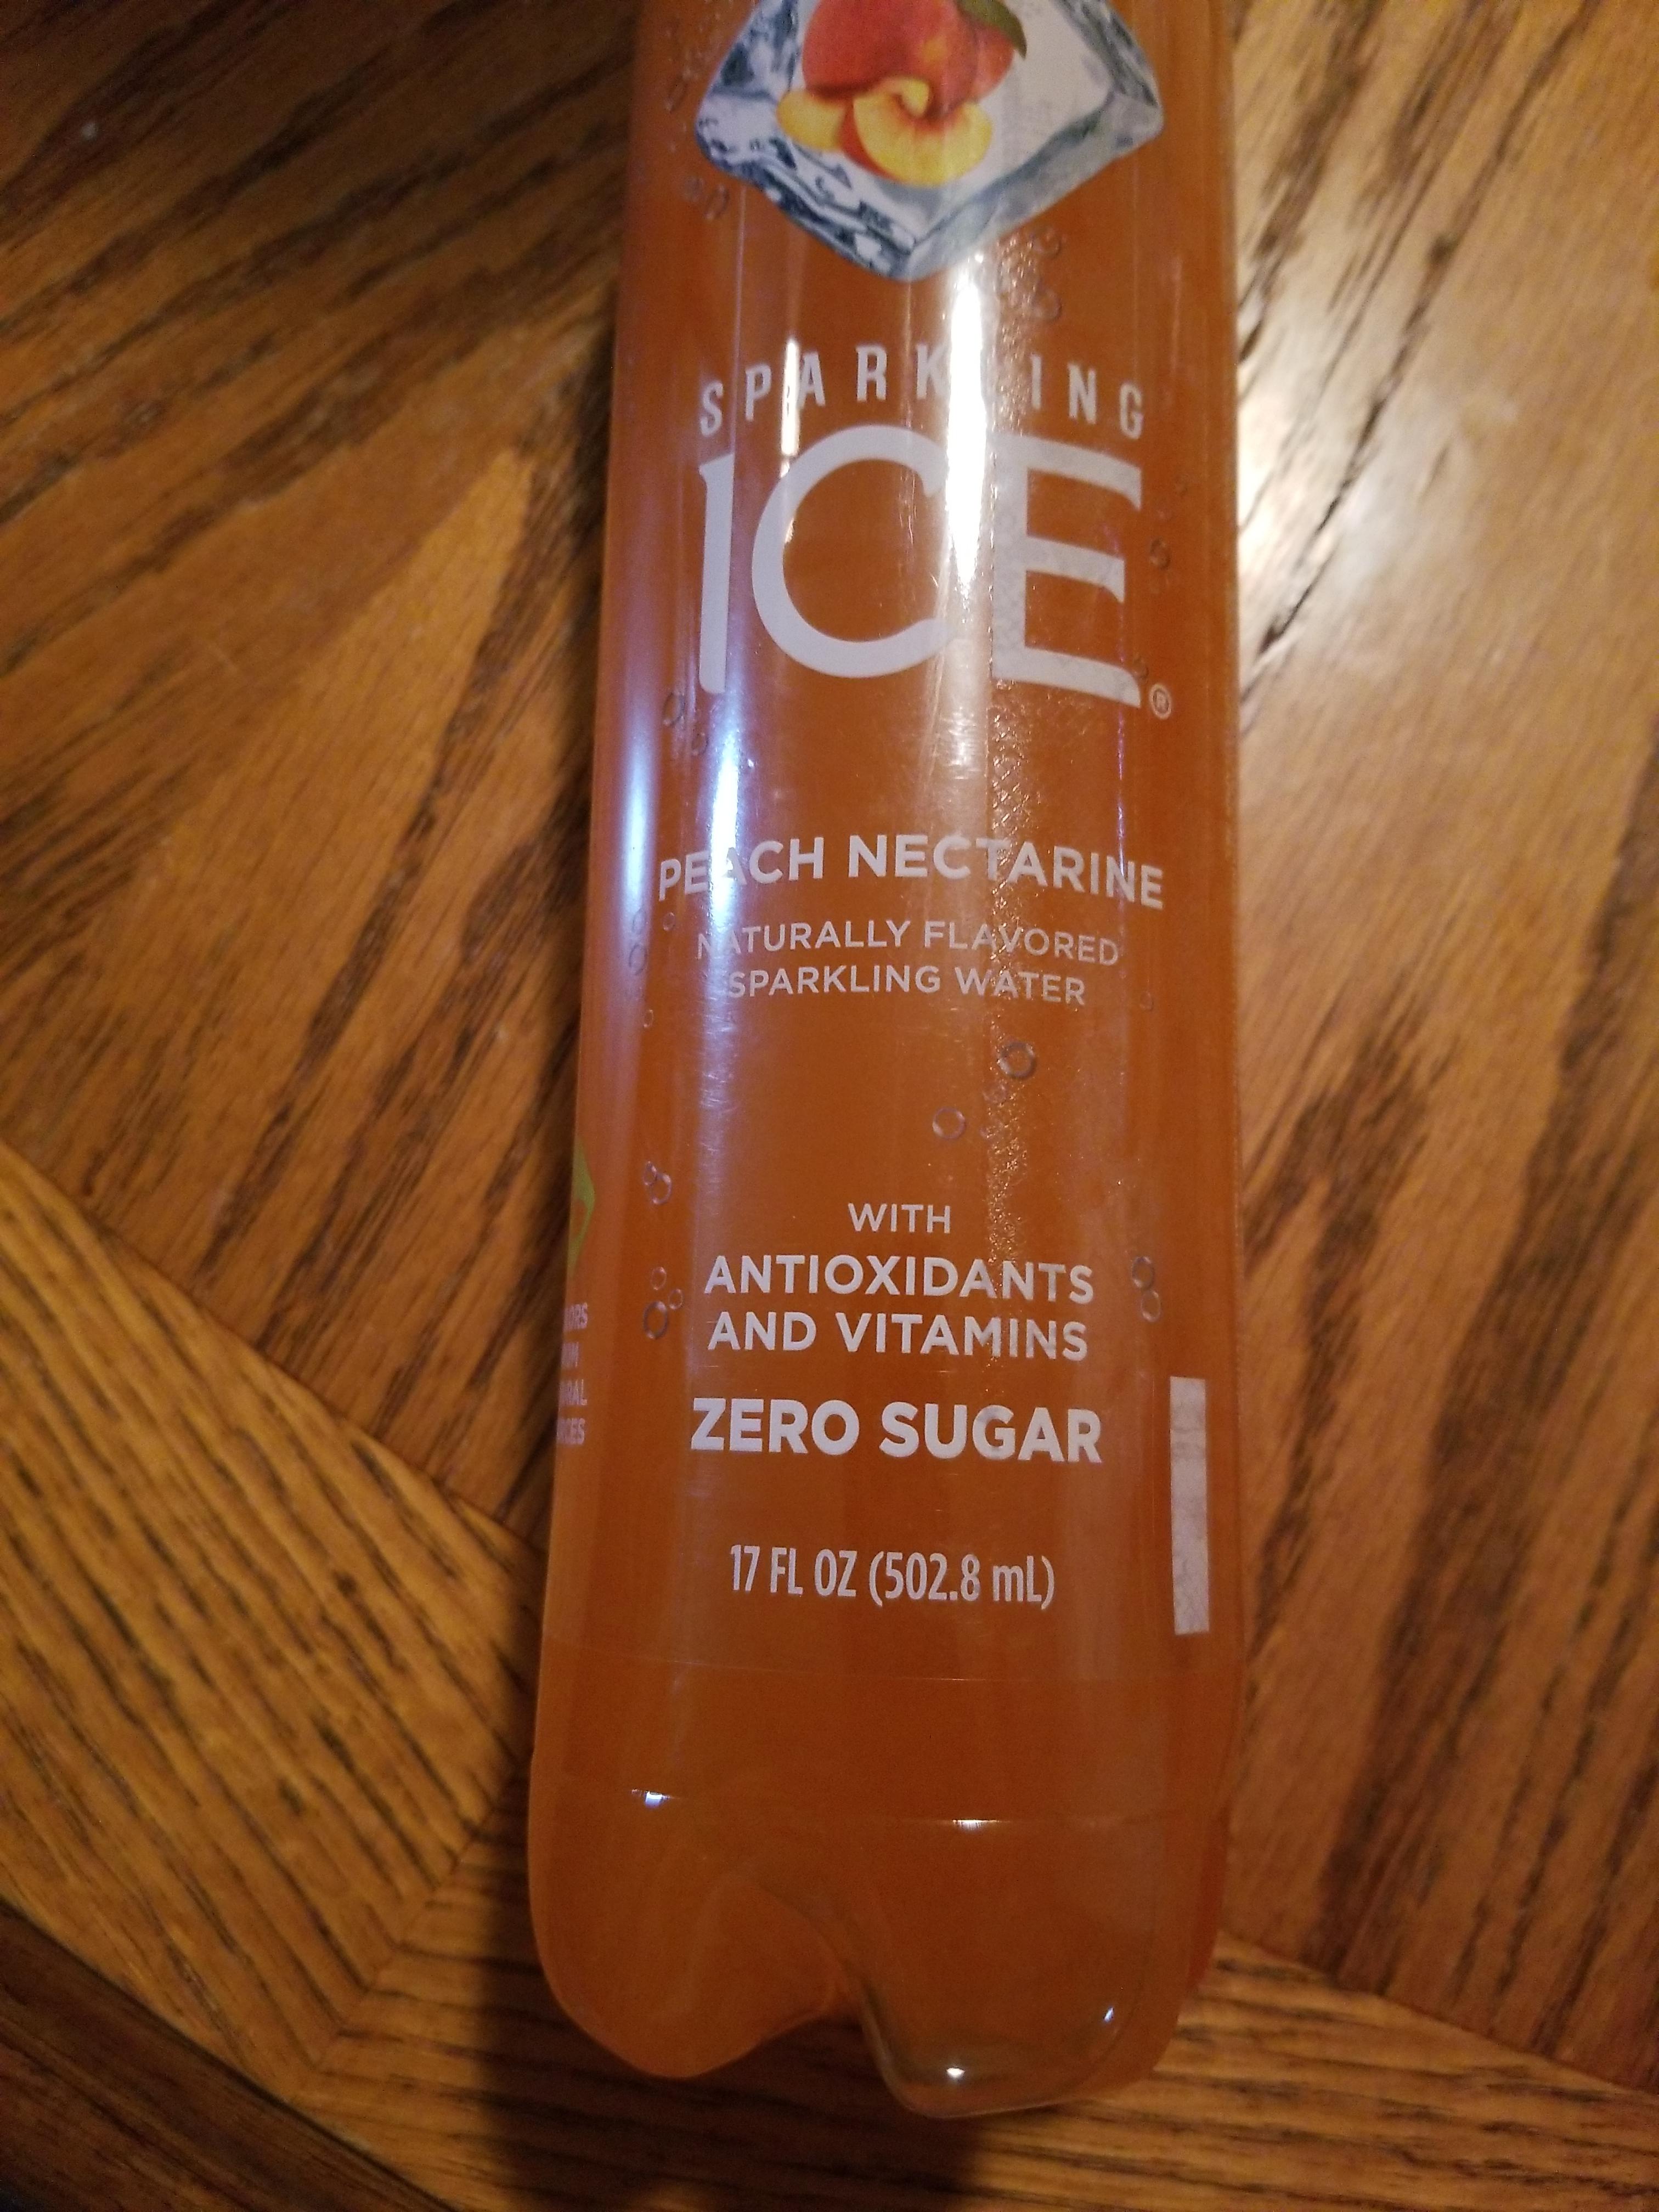 SPARKLING
ICE®
PEACH NECTARINE
NATURALLY FLAVORED
SPARKLING WATER
WITH
ANTIOXIDANTS
AND VITAMINS
ZERO SUGAR
17 FL OZ (502.8 mL)